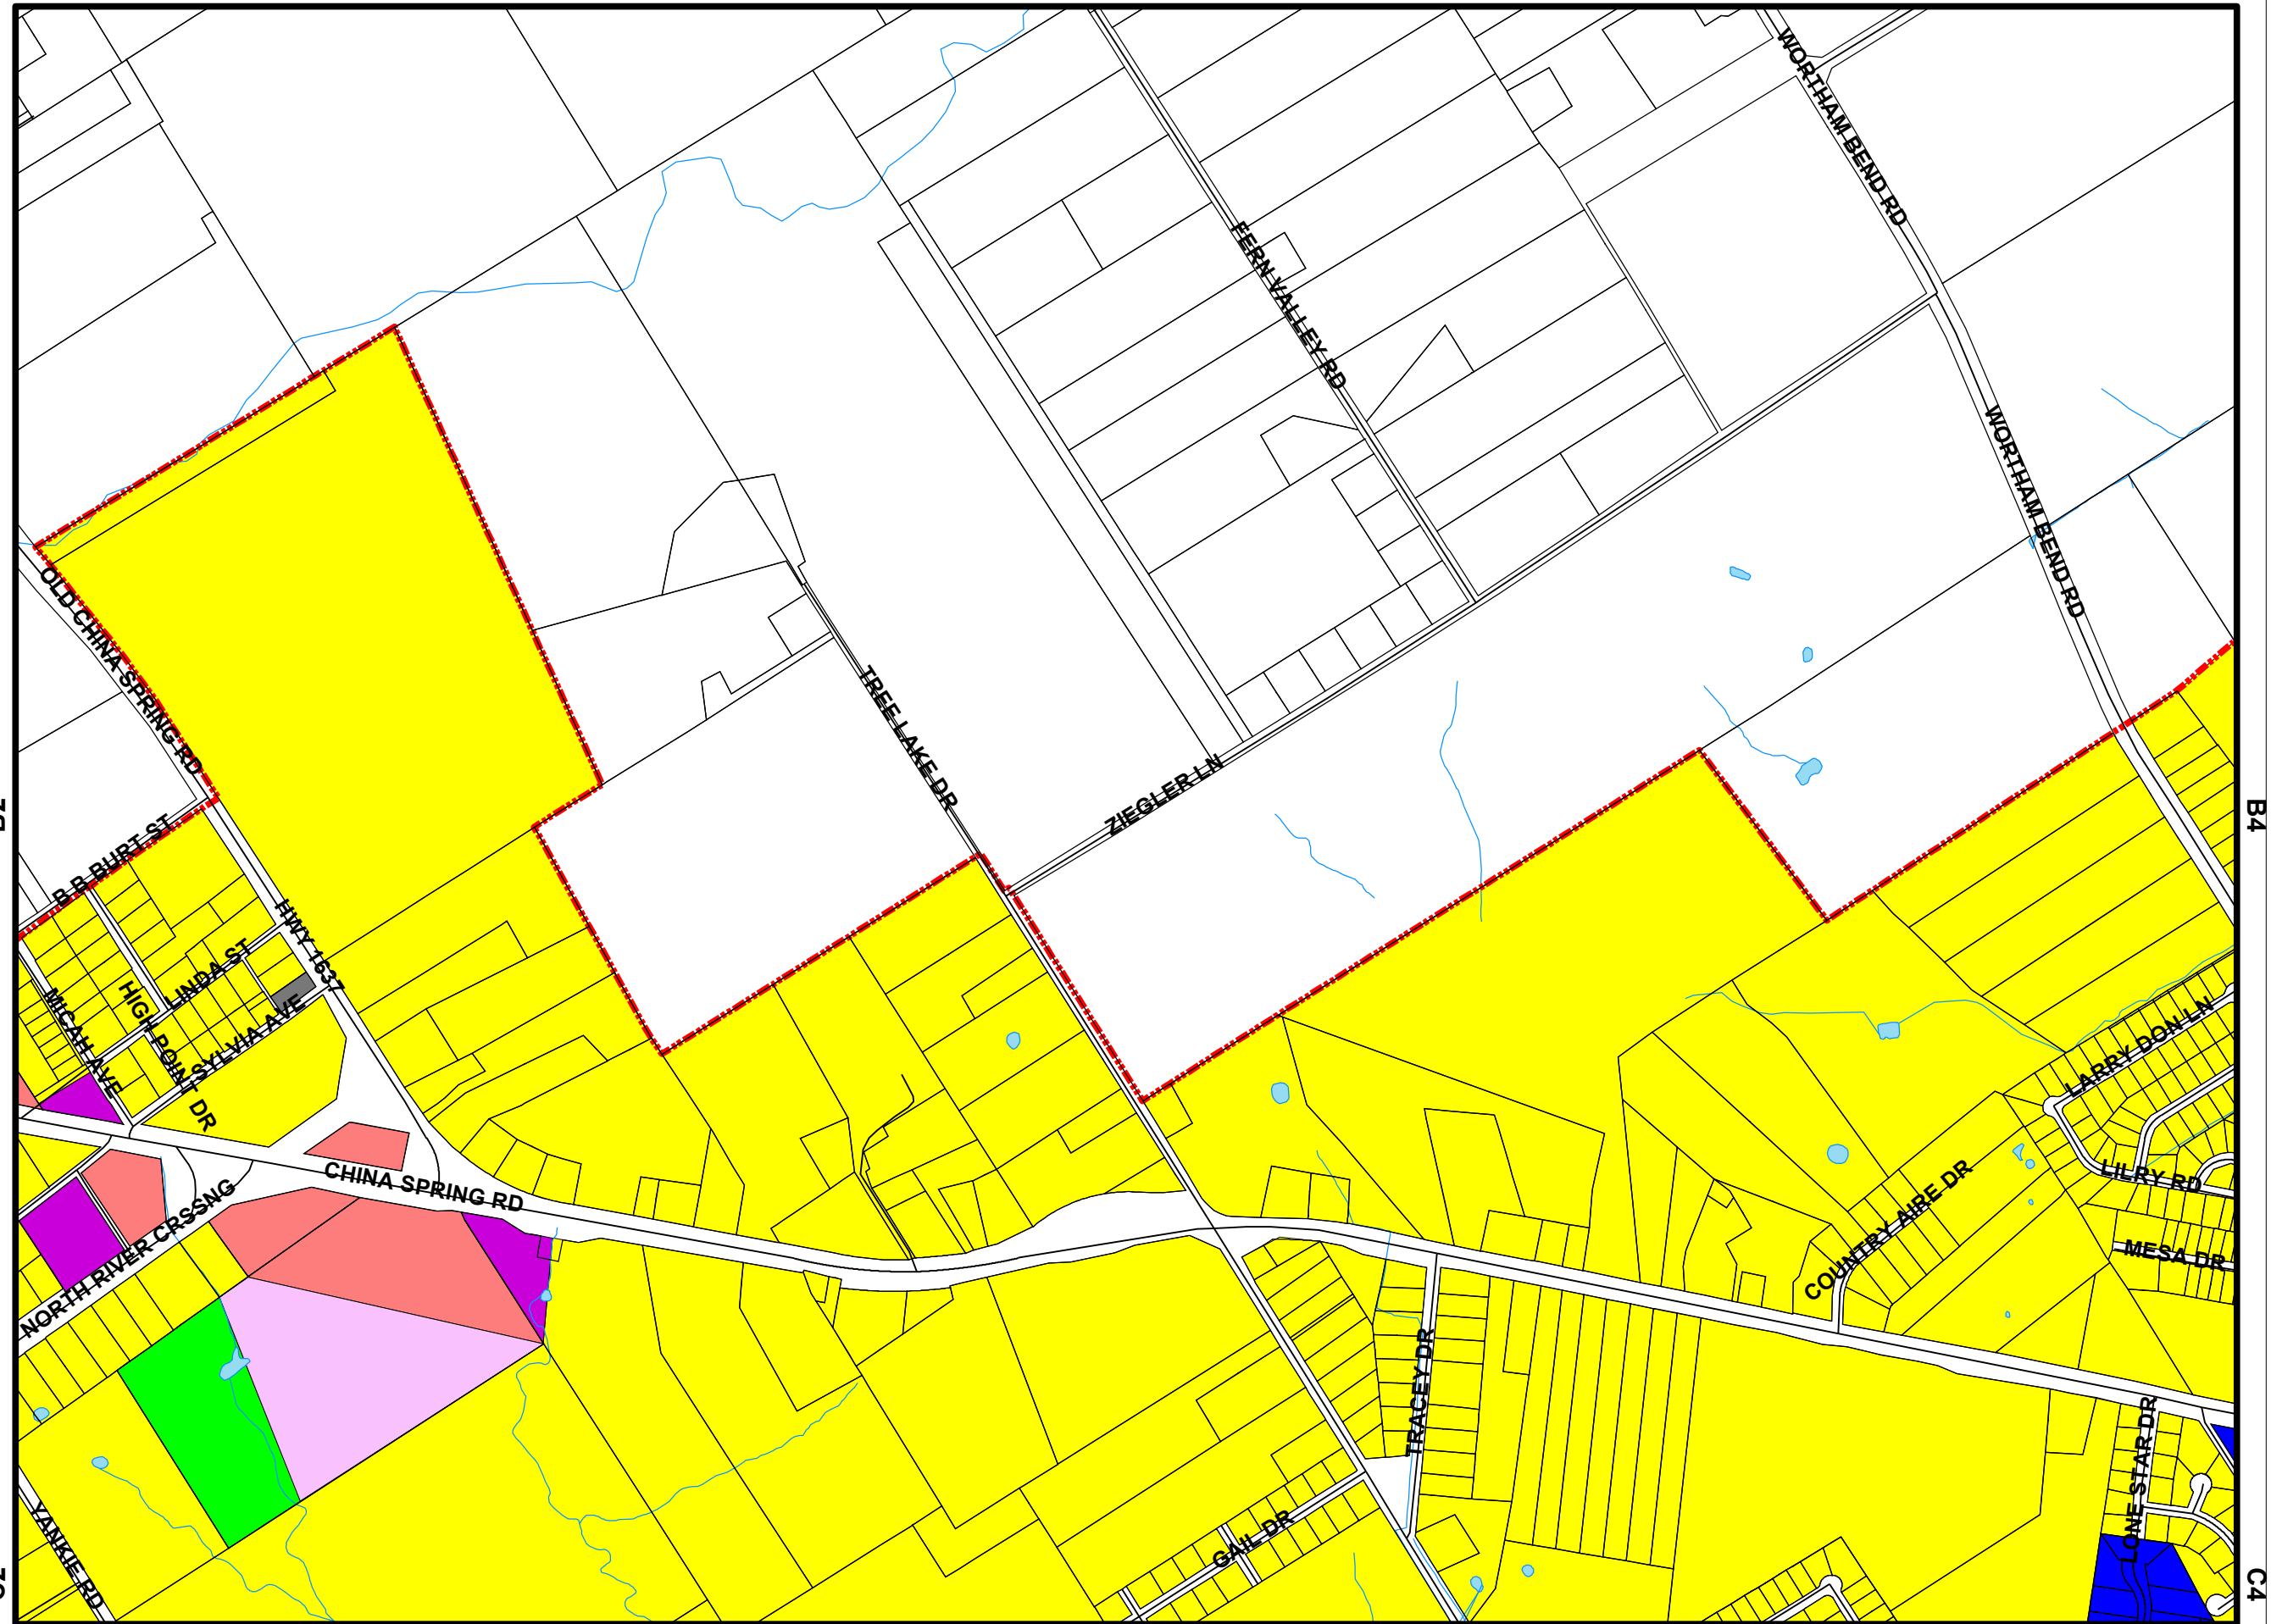 WORTHAM BEND RD
FERN VALLEY RD
WORTHAM BEND RD
OLD CHINA SPRING RD
TREE LAKE DR
ZIEGLER LN
B4
B B BURT ST
HWY 1637
LINDA ST
HIGH POINT DR
MICAH AVE
SYLVIA AVE
LARRY DON LN
LILRY RD
CHINA SPRING RD
NORTH RIVER CRSSNG
COUNTRY AIRE DR
MESA DR
TRACEY DR
LONE STAR DR
GAIL DR
YANKIE RD
C4